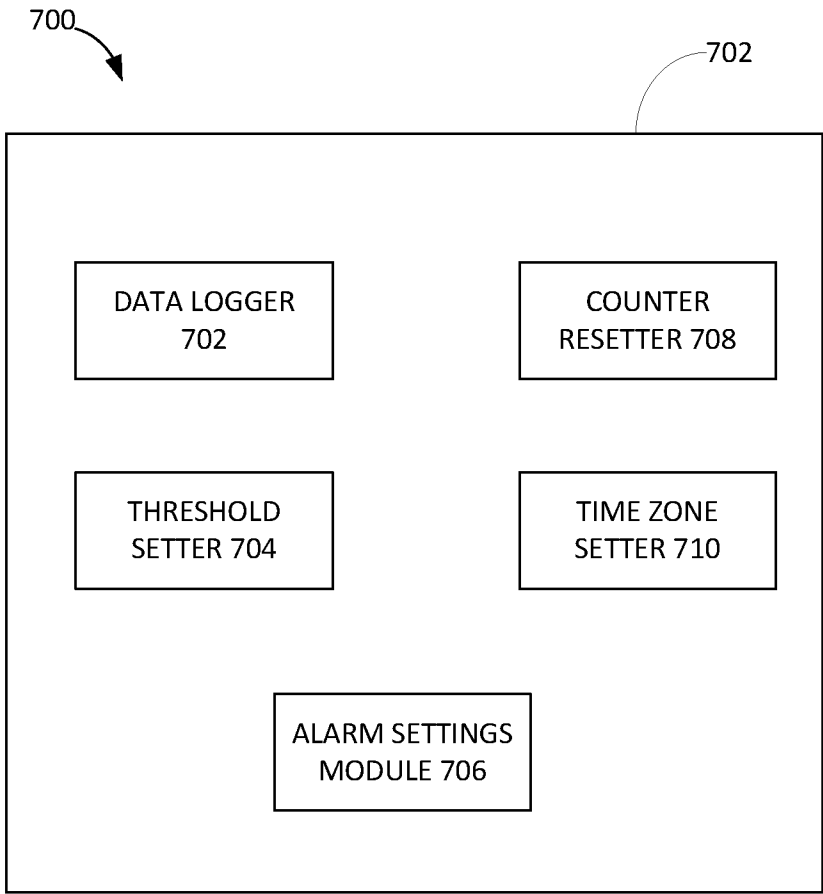 700
702
DATA LOGGER
702
COUNTER
RESETTER 708
THRESHOLD
SETTER 704
TIME ZONE
SETTER 710
ALARM SETTINGS
MODULE 706